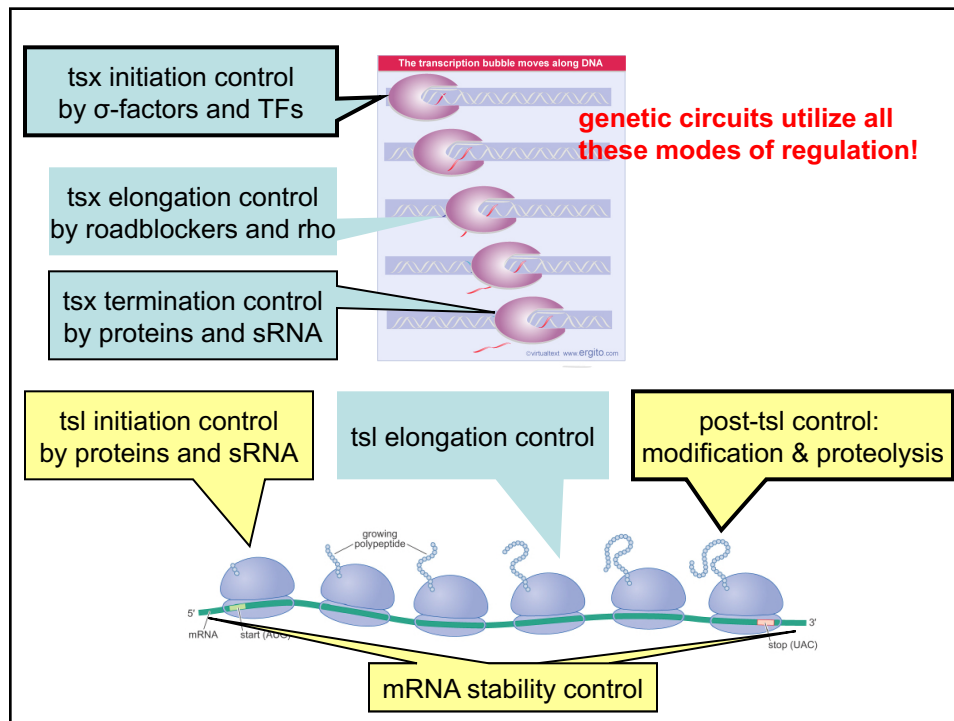 The transcription bubble moves along DNA
tsx initiation control
by σ-factors and TFs
genetic circuits utilize all
these modes of regulation!
tsx elongation control
by roadblockers and rho
tsx termination control
by proteins and sRNA
©virtualtext www.ergito.com
tsl initiation control
by proteins and sRNA
tsl elongation control
post-tsl control:
modification & proteolysis
growing
polypeptide
5'
3'
mRNA
start (AUG)
stop (UAC)
mRNA stability control